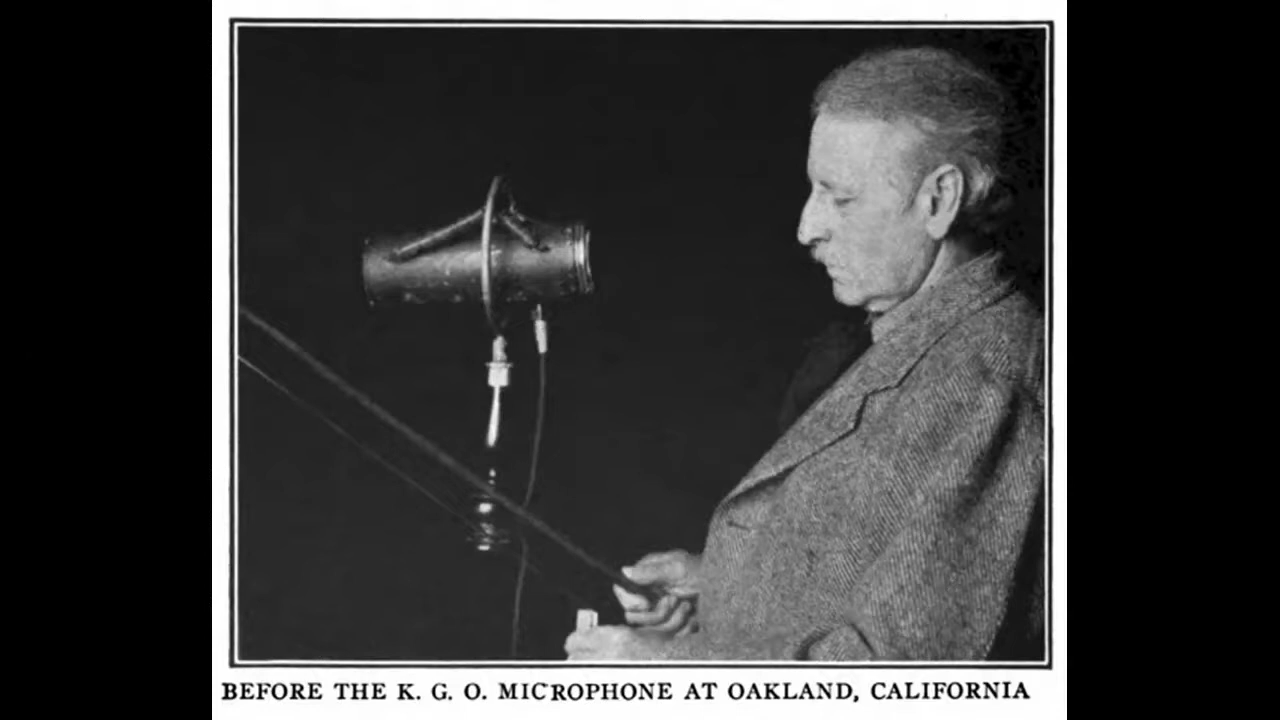 BEFORE THE K. G. O. MICROPHONE AT OAKLAND, CALIFORNIA